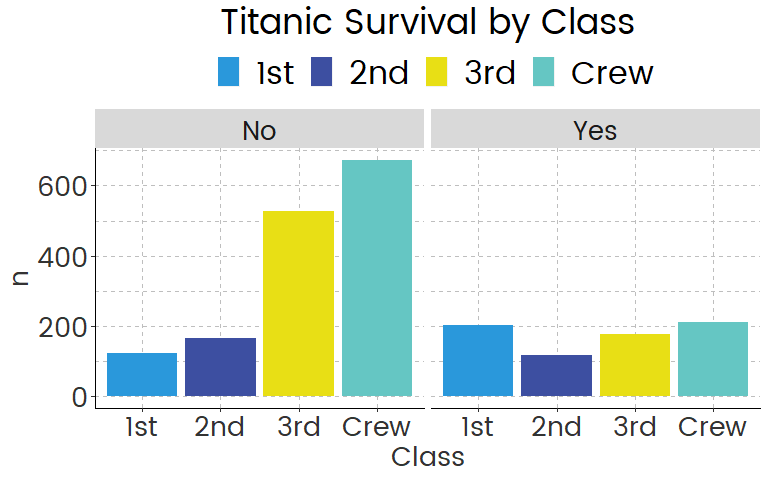 Titanic Survival by Class
1st 2nd 3rd Crew
No Yes
600
400
200
0
n
1st 2nd 3rd Crew 1st 2nd 3rd Crew
Class